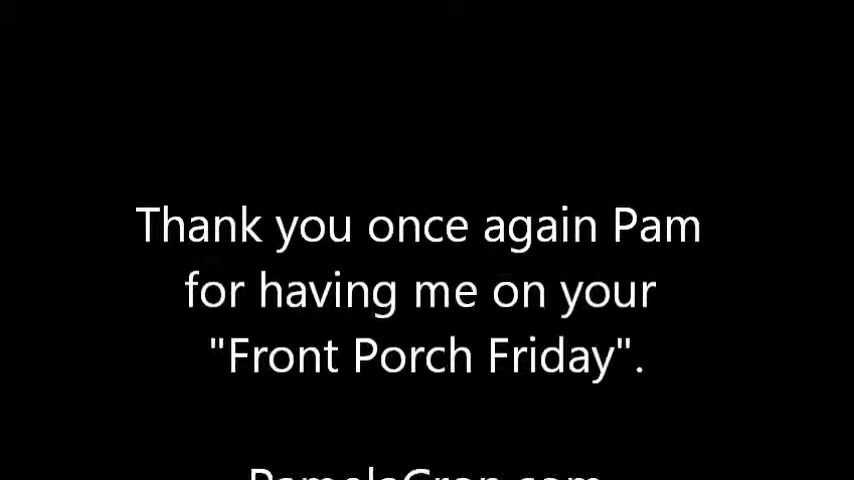 Thank you once again Pam
for having me on your
"Front Porch Friday".